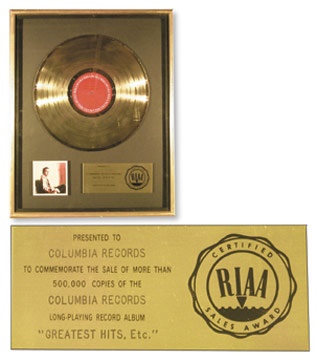 PRESENTED TO
COLUMBIA RECORDS
TO COMMEMORATE THE SALE OF MORE THAN
500,000 COPIES OF THE
COLUMBIA RECORDS
LONG-PLAYING RECORD ALBUM
"GREATEST HITS, Etc."
CERTIFIED
RIAA
SALES AWARD